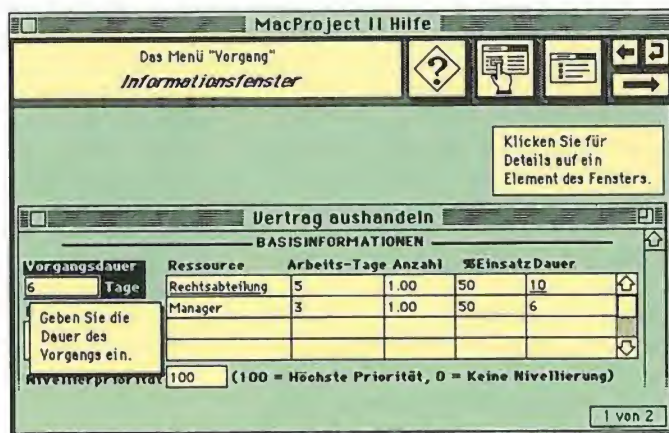 MacProject II Hilfe
Das Menü "Vorgang"
Informationsfenster
Klicken Sie für
Details auf ein
Element des Fensters.
Vertrag aushandeln
BASISINFORMATIONEN
Vorgangsdauer
6 Tage
Ressource Arbeits-Tage Anzahl %Einsatz Dauer
Rechtsabteilung 5 1.00 50 10
Manager 3 1.00 50 6
Geben Sie die
Dauer des
Vorgangs ein.
Nivellierpriorität 100 (100 = Höchste Priorität, 0 = Keine Nivellierung)
1 von 2